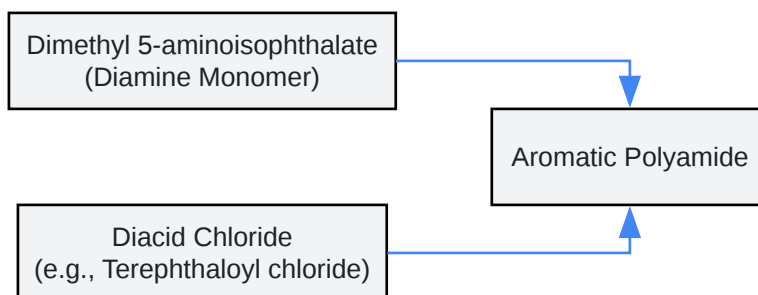 Dimethyl 5-aminoisophthalate
(Diamine Monomer)
Aromatic Polyamide
Diacid Chloride
(e.g., Terephthaloyl chloride)